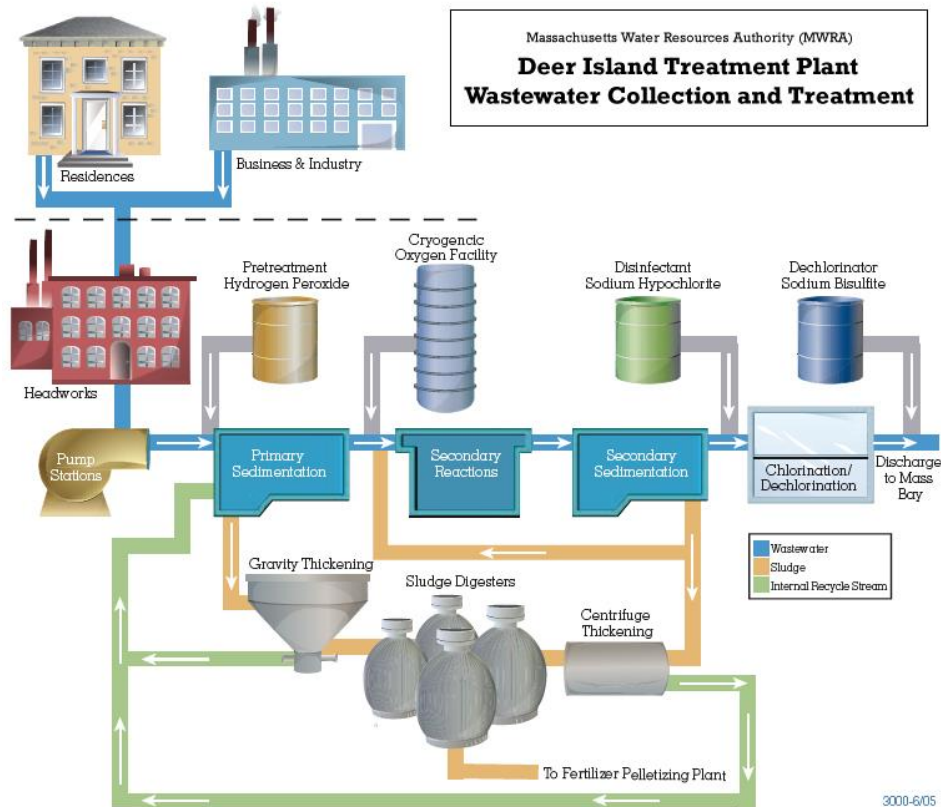 Massachusetts Water Resources Authority (MWRA)
Deer Island Treatment Plant
Wastewater Collection and Treatment
Residences
Business & Industry
Headworks
Pretreatment
Hydrogen Peroxide
Cryogencic
Oxygen Facility
Disinfectant
Sodium Hypochlorite
Dechlorinator
Sodium Bisulfite
Pump
Stations
Primary
Sedimentation
Secondary
Reactions
Secondary
Sedimentation
Chlorination/
Dechlorination
Discharge
to Mass
Bay
Wastewater
Sludge
Internal Recycle Stream
Gravity Thickening
Sludge Digesters
Centrifuge
Thickening
To Fertilizer Pelletizing Plant
3000-6/05